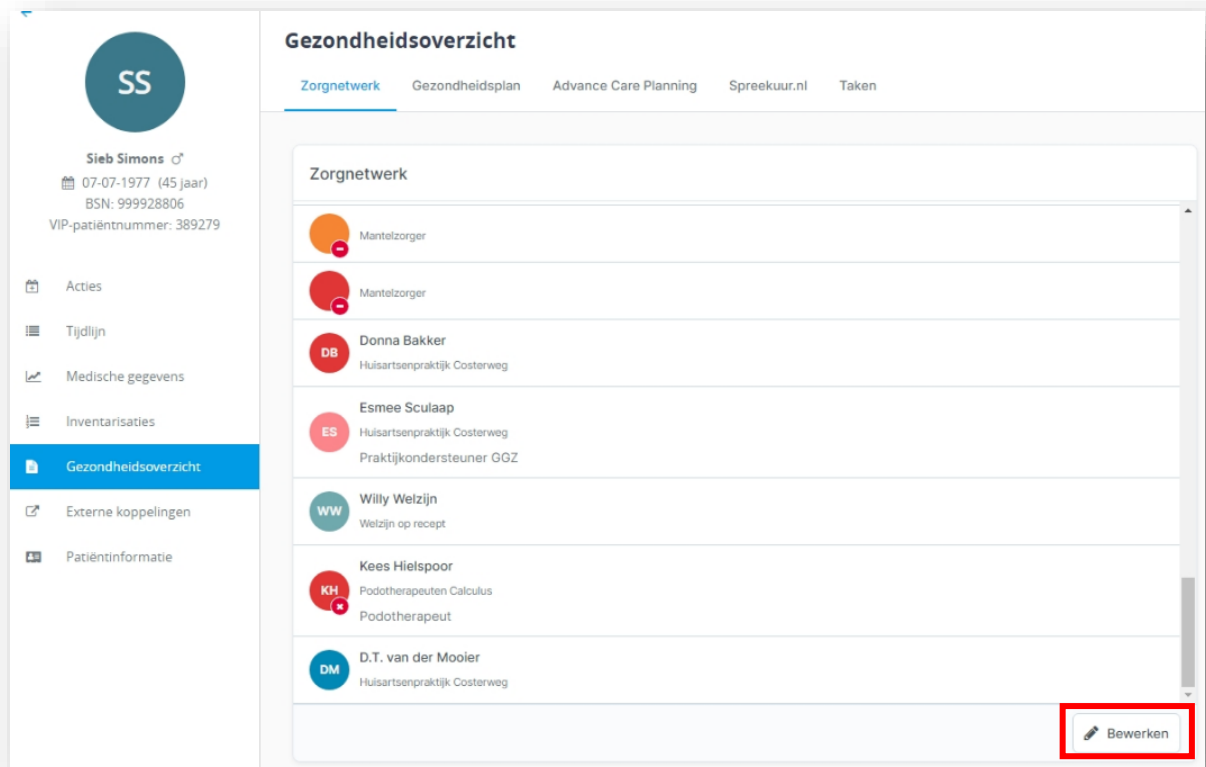 SS
Sieb Simons ♂
07-07-1977 (45 jaar)
BSN: 999928806
VIP-patiëntnummer: 389279
Acties
Tijdlijn
Medische gegevens
Inventarisaties
Gezondheidsoverzicht
Externe koppelingen
Patiëntinformatie
Gezondheidsoverzicht
Zorgnetwerk Gezondheidsplan Advance Care Planning Spreekuur.nl Taken
Zorgnetwerk
Mantelzorger
Mantelzorger
DB
Donna Bakker
Huisartsenpraktijk Costerweg
ES
Esmee Sculaap
Huisartsenpraktijk Costerweg
Praktijkondersteuner GGZ
WW
Willy Welzijn
Welzijn op recept
KH
Kees Hielspoor
Podotherapeuten Calculus
Podotherapeut
DM
D.T. van der Mooier
Huisartsenpraktijk Costerweg
Bewerken